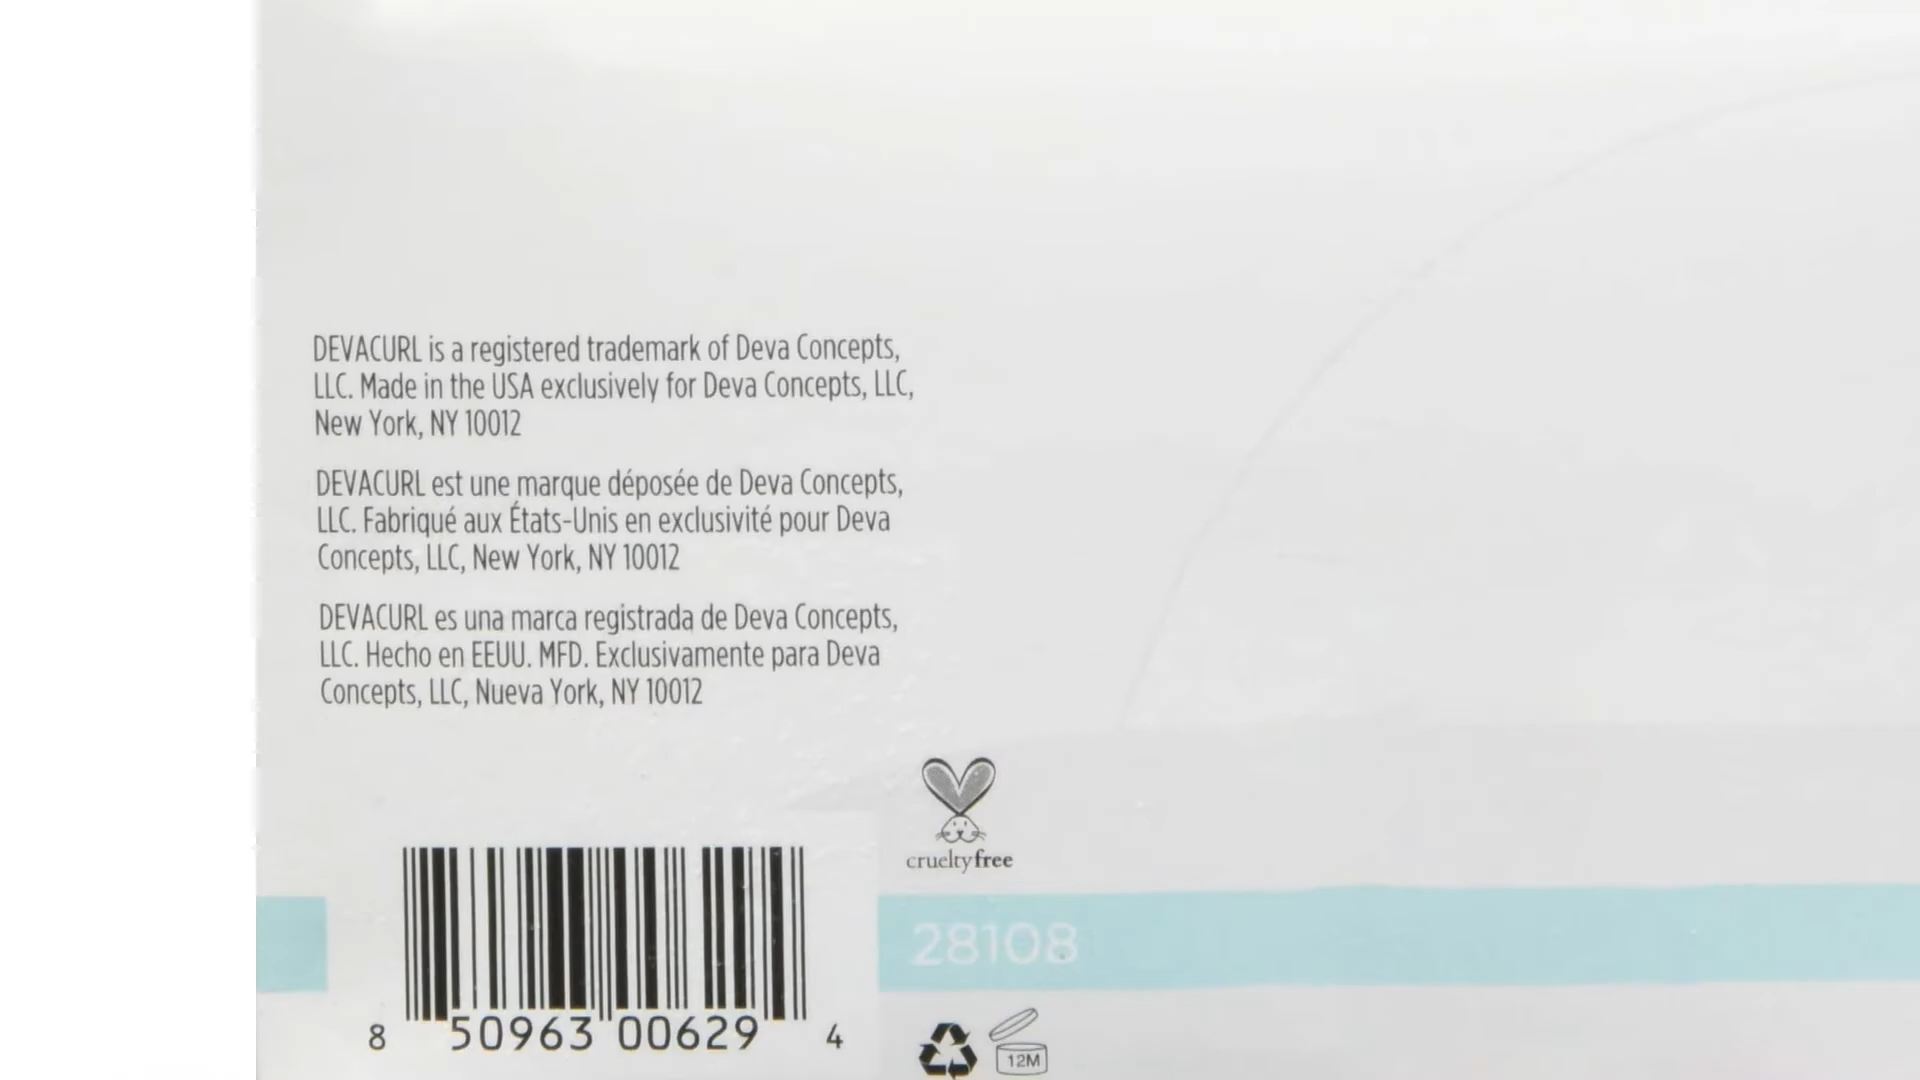 DEVACURL is a registered trademark of Deva Concepts,
LLC. Made in the USA exclusively for Deva Concepts, LLC,
New York, NY 10012
DEVACURL est une marque déposée de Deva Concepts,
LLC. Fabriqué aux États-Unis en exclusivité pour Deva
Concepts, LLC, New York, NY 10012
DEVACURL es una marca registrada de Deva Concepts,
LLC. Hecho en EEUU. MFD. Exclusivamente para Deva
Concepts, LLC, Nueva York, NY 10012
crueltyfree
28108
8 50963 00629 4
12M